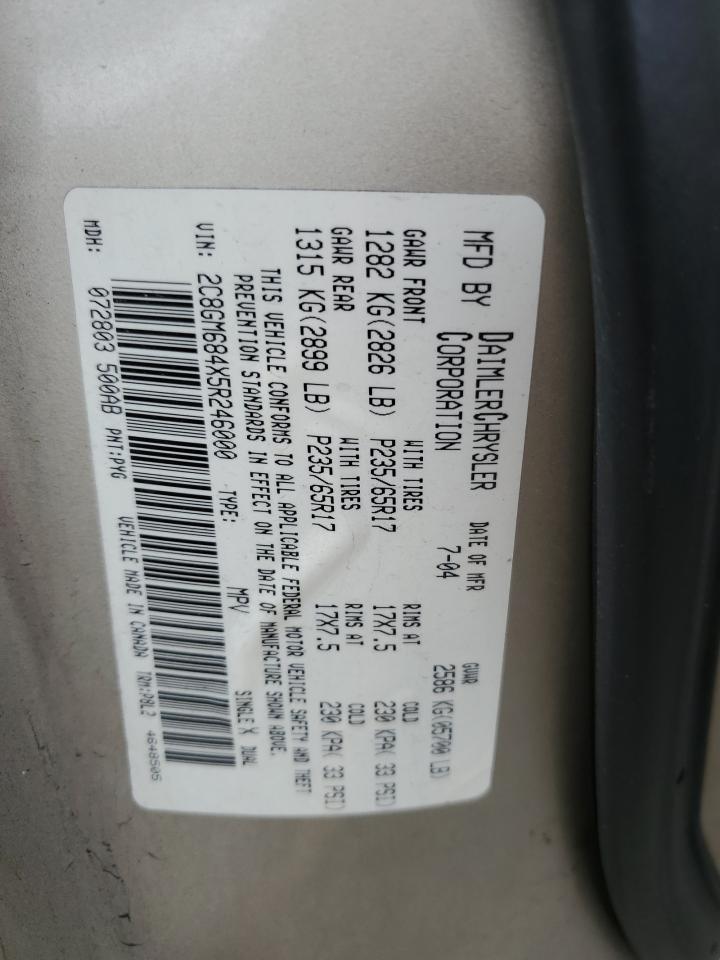 MFD BY DAIMLERCHRYSLER CORPORATION
DATE OF MFR 7-04
GVWR 2586 KG(05700 LB)
GAWR FRONT WITH TIRES RIMS AT COLD
1282 KG(2826 LB) P235/65R17 17X7.5 230 KPA( 33 PSI)
GAWR REAR WITH TIRES RIMS AT COLD
1315 KG(2899 LB) P235/65R17 17X7.5 230 KPA( 33 PSI)
THIS VEHICLE CONFORMS TO ALL APPLICABLE FEDERAL MOTOR VEHICLE SAFETY AND THEFT
PREVENTION STANDARDS IN EFFECT ON THE DATE OF MANUFACTURE SHOWN ABOVE.
VIN: 2C8GM684X5R246000 TYPE: MPV SINGLE X DUAL
MDH: 072803 500AB PNT:PYG VEHICLE MADE IN CANADA TRM:PBL2 4648505